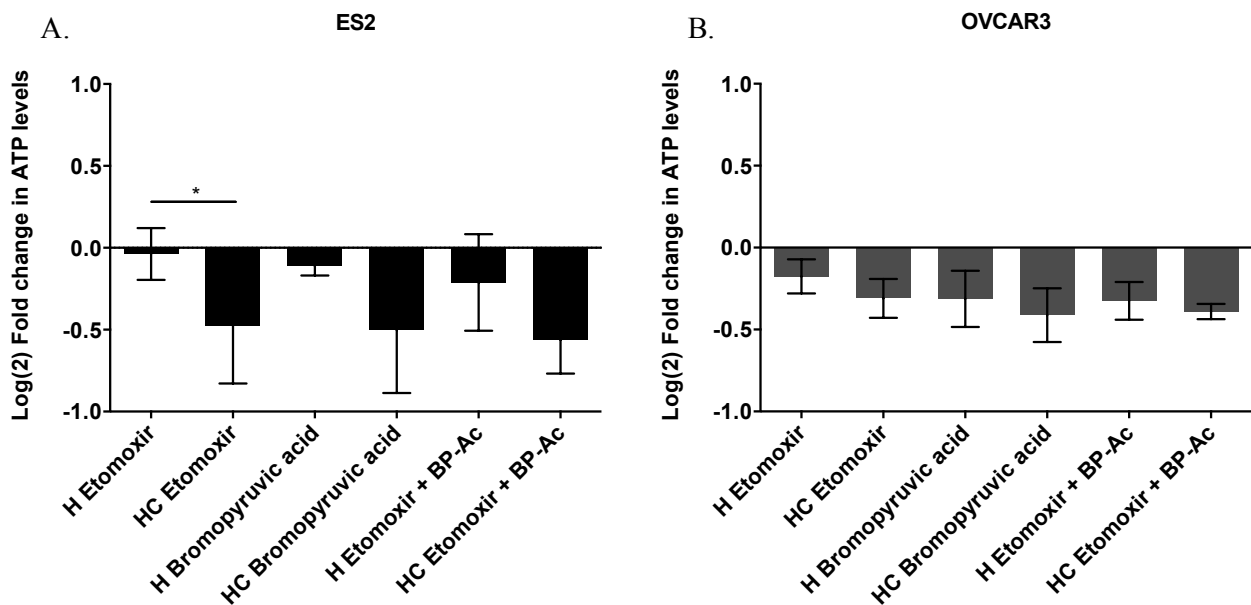 A.
ES2
Log(2) Fold change in ATP levels
1.0
0.5
0.0
-0.5
-1.0
*
H Etomoxir
HC Etomoxir
H Bromopyruvic acid
HC Bromopyruvic acid
H Etomoxir + BP-Ac
HC Etomoxir + BP-Ac
B.
OVCAR3
Log(2) Fold change in ATP levels
1.0
0.5
0.0
-0.5
-1.0
H Etomoxir
HC Etomoxir
H Bromopyruvic acid
HC Bromopyruvic acid
H Etomoxir + BP-Ac
HC Etomoxir + BP-Ac